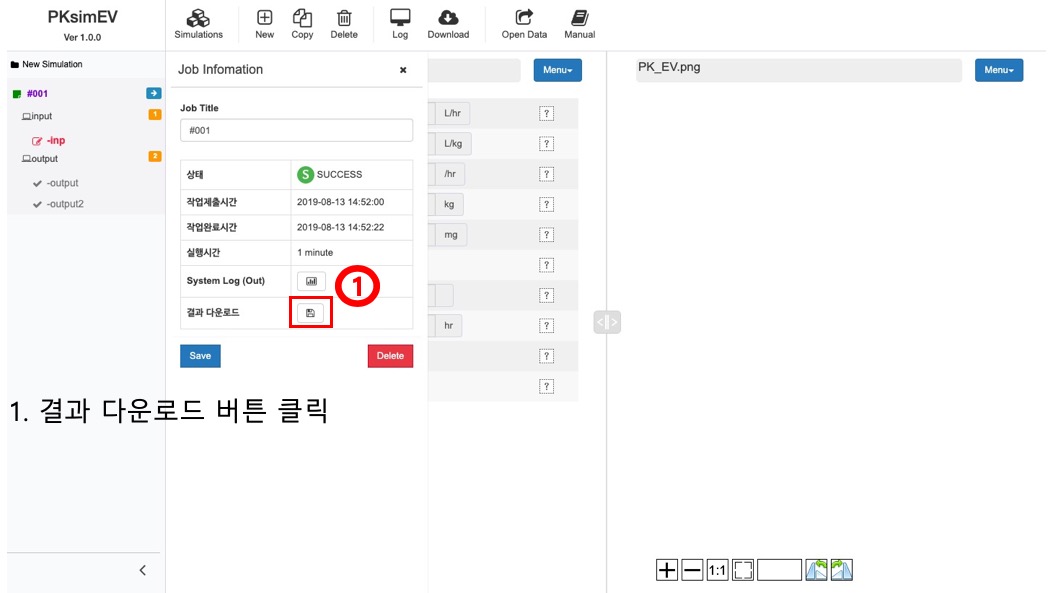 PKsimEV
Ver 1.0.0
Simulations
New
Copy
Delete
Log
Download
Open Data
Manual
New Simulation
#001
input
1
-inp
output
2
-output
-output2
Job Infomation
×
Job Title
#001
상태
S SUCCESS
작업제출시간
2019-08-13 14:52:00
작업완료시간
2019-08-13 14:52:22
실행시간
1 minute
System Log (Out)
1
결과 다운로드
Save
Delete
Menu
L/hr
?
L/kg
?
/hr
?
kg
?
mg
?
?
?
hr
?
?
?
PK_EV.png
Menu
1. 결과 다운로드 버튼 클릭
1:1